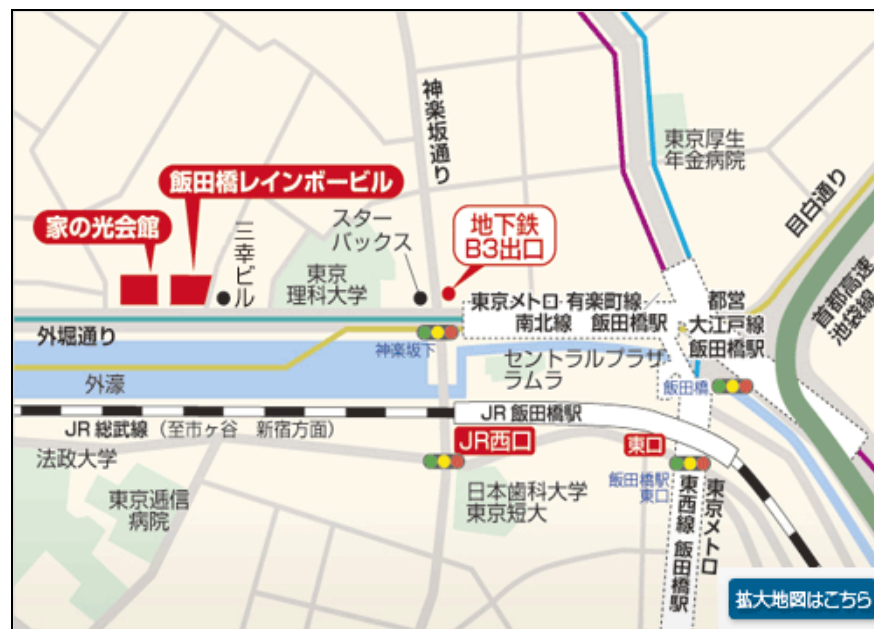 神楽坂通り
東京厚生
年金病院
目白通り
飯田橋レインボービル
家の光会館
三幸ビル
スター
バックス
地下鉄
B3出口
東京
理科大学
首都高速
池袋線
東京メトロ 有楽町線
南北線 飯田橋駅
都営
大江戸線
飯田橋駅
外堀通り
神楽坂下
セントラルプラザ
ラムラ
外濠
飯田橋
JR 飯田橋駅
JR 総武線（至市ヶ谷 新宿方面）
JR西口
東口
法政大学
東京逓信
病院
日本歯科大学
東京短大
飯田橋駅
東口
東京メトロ
東西線 飯田橋駅
拡大地図はこちら